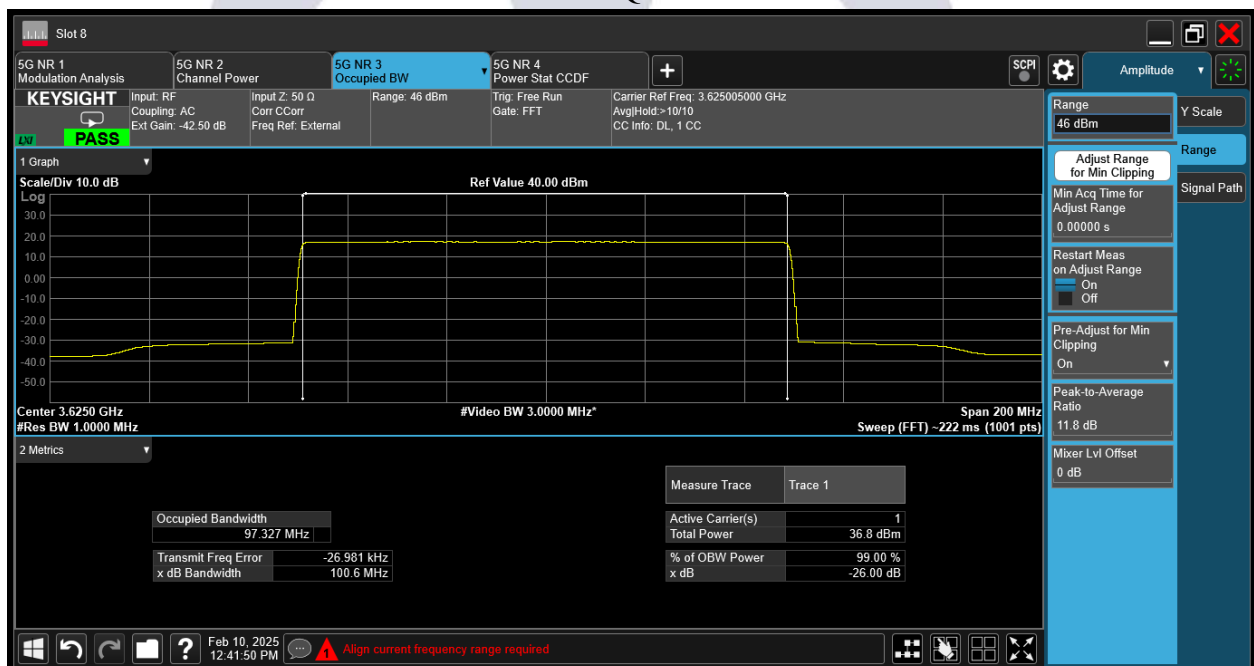 Slot 8
5G NR 1
Modulation Analysis
5G NR 2
Channel Power
5G NR 3
Occupied BW
5G NR 4
Power Stat CCDF
SCPI
Amplitude
KEYSIGHT
LXI
PASS
Input: RF
Coupling: AC
Ext Gain: -42.50 dB
Input Z: 50 Ω
Corr CCorr
Freq Ref: External
Range: 46 dBm
Trig: Free Run
Gate: FFT
Carrier Ref Freq: 3.625005000 GHz
Avg|Hold:>10/10
CC Info: DL, 1 CC
1 Graph
Scale/Div 10.0 dB
Ref Value 40.00 dBm
Log
30.0
20.0
10.0
0.00
-10.0
-20.0
-30.0
-40.0
-50.0
Center 3.6250 GHz
#Video BW 3.0000 MHz*
Span 200 MHz
#Res BW 1.0000 MHz
Sweep (FFT) ~222 ms (1001 pts)
2 Metrics
Measure Trace
Trace 1
Occupied Bandwidth
97.327 MHz
Active Carrier(s)
1
Total Power
36.8 dBm
Transmit Freq Error
-26.981 kHz
x dB Bandwidth
100.6 MHz
% of OBW Power
99.00 %
x dB
-26.00 dB
Range
46 dBm
Adjust Range
for Min Clipping
Min Acq Time for
Adjust Range
0.00000 s
Restart Meas
on Adjust Range
On
Off
Pre-Adjust for Min
Clipping
On
Peak-to-Average
Ratio
11.8 dB
Mixer Lvl Offset
0 dB
Y Scale
Range
Signal Path
?
Feb 10, 2025
12:41:50 PM
1
Align current frequency range required